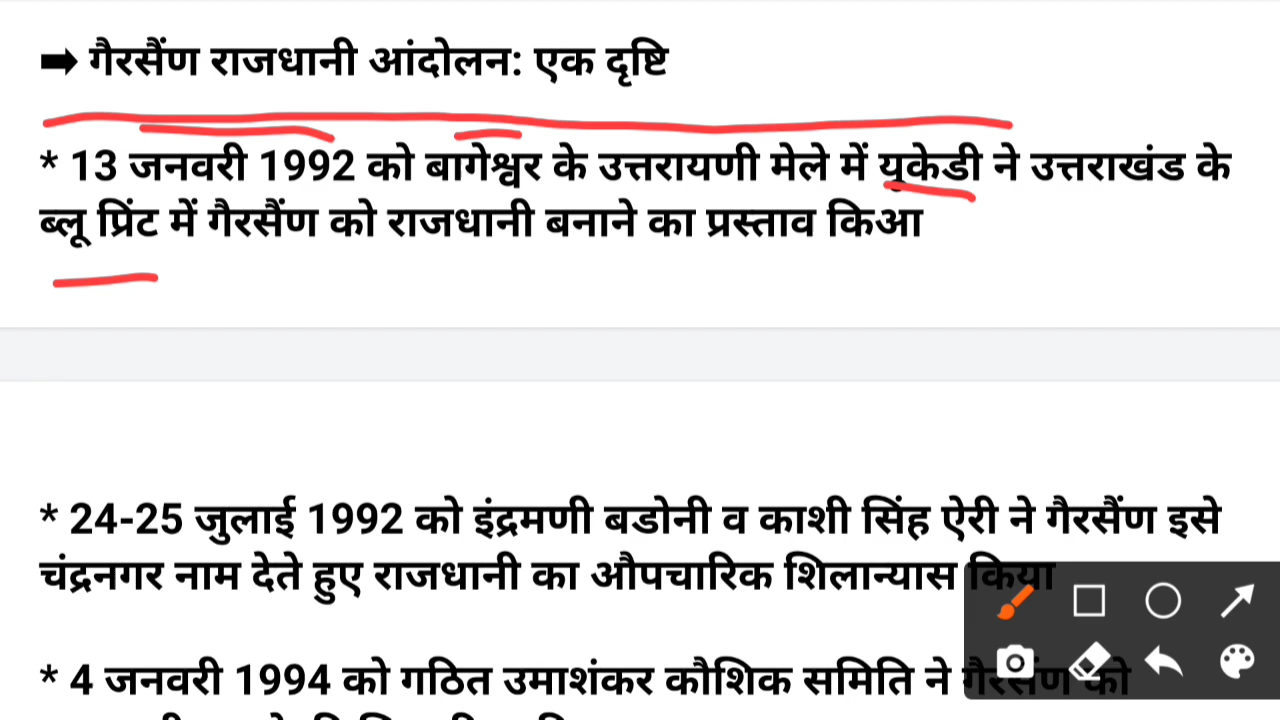 ➡ गैरसैंण राजधानी आंदोलन: एक दृष्टि
* 13 जनवरी 1992 को बागेश्वर के उत्तरायणी मेले में यूकेडी ने उत्तराखंड के
ब्लू प्रिंट में गैरसैंण को राजधानी बनाने का प्रस्ताव किआ
* 24-25 जुलाई 1992 को इंद्रमणी बडोनी व काशी सिंह ऐरी ने गैरसैंण इसे
चंद्रनगर नाम देते हुए राजधानी का औपचारिक शिलान्यास किया
* 4 जनवरी 1994 को गठित उमाशंकर कौशिक समिति ने गैरसैंण को